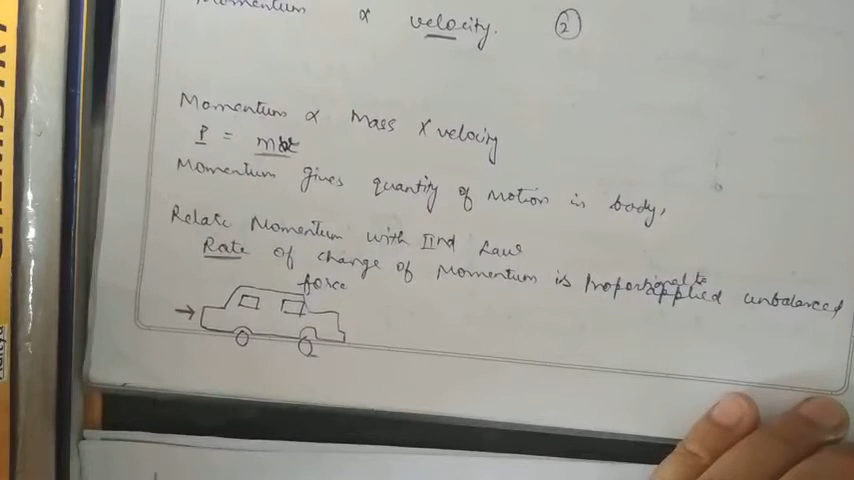 Momentum ∝ velocity. ②
Momentum ∝ Mass × velocity
P = mv
Momentum gives quantity of Motion in body,
Relate Momentum with IInd Law
Rate of change of Momentum is Proportional to applied unbalanced
force